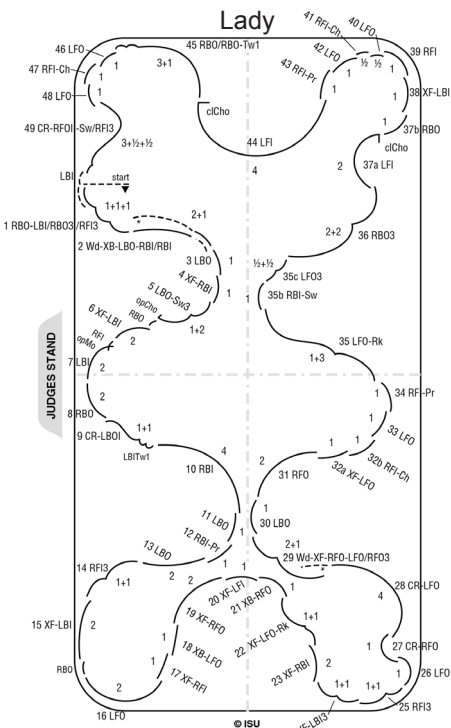 Lady
41 RFI-Ch
40 LFO
46 LFO
45 RBO/RBO-Tw1
42 LFO
39 RFI
47 RFI-Ch
1
3+1
43 RFI-Pr
½
½
1
1
38 XF-LBI
48 LFO
1
clCho
1
37b RBO
49 CR-RFOI -Sw/RFI3
44 LFI
clCho
3+½+½
4
2
37a LFI
LBI
start
1+1+1
1 RBO-LBI/RBO3/RFI3
*
2+1
2+2
36 RBO3
2 Wd-XB-LBO-RBI/RBI
3 LBO
1
½+½
35c LFO3
4 XF-RBI
1
1
35b RBI-Sw
5 LBO-Sw3
opCho
RBO
1+2
6 XF-LBI
RFI
opMo
2
35 LFO-Rk
1+3
JUDGES STAND
7 LBI
2
34 RFI-Pr
2
1
8 RBO
1
33 LFO
9 CR-LBOI
1+1
1
1
32b RFI-Ch
LBITw1
4
2
32a XF-LFO
10 RBI
31 RFO
11 LBO
1
30 LBO
12 RBI-Pr
1
2+1
13 LBO
29 Wd-XF-RFO-LFO/RFO3
14 RFI3
1
1
*
1+1
2
2
1
28 CR-LFO
20 XF-LFI
21 XB-RFO
4
19 XF-RFO
1+1
15 XF-LBI
2
1
18 XB-LFO
22 XF-LFO-Rk
1
27 CR-RFO
RBO
1
17 XF-RFI
23 XF-RBI
2
1
26 LFO
2
1+1
1+1
25 RFI3
16 LFO
XF-LBI3
© ISU